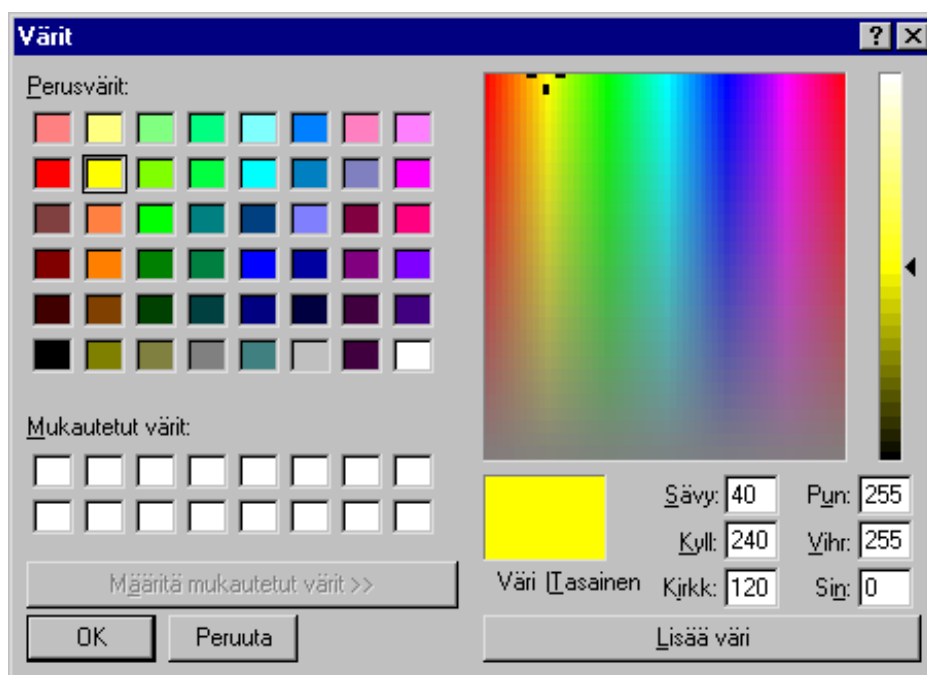 Värit
Perusvärit:
Mukautetut värit:
Määritä mukautetut värit >>
OK
Peruuta
Väri |Tasainen
Sävy: 40
Kyll: 240
Kirkk: 120
Pun: 255
Vihr: 255
Sin: 0
Lisää väri